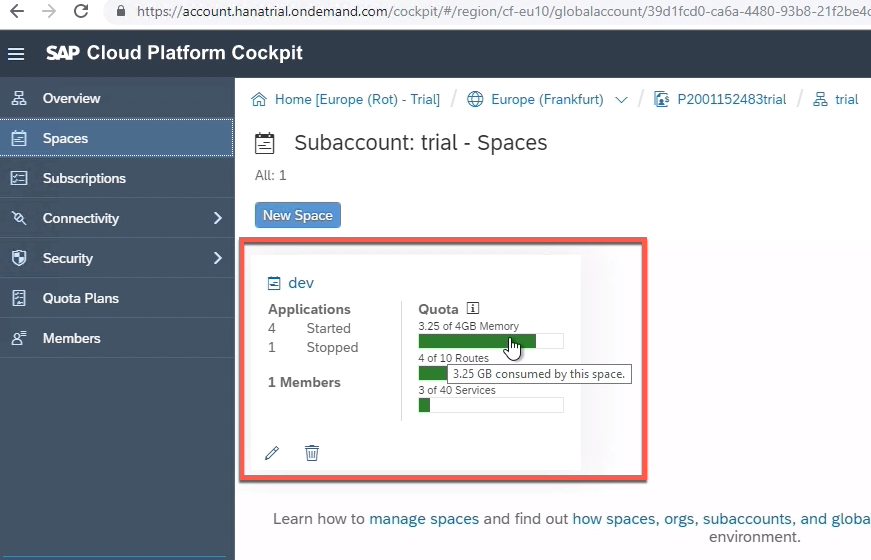 https://account.hanatrial.ondemand.com/cockpit/#/region/cf-eu10/globalaccount/39d1fcd0-ca6a-4480-93b8-21f2be4c
SAP Cloud Platform Cockpit
Overview
Spaces
Subscriptions
Connectivity
Security
Quota Plans
Members
Home [Europe (Rot) - Trial] / Europe (Frankfurt) / P2001152483trial / trial
Subaccount: trial - Spaces
All: 1
New Space
dev
Applications
4 Started
1 Stopped
1 Members
Quota
3.25 of 4GB Memory
4 of 10 Routes
3.25 GB consumed by this space.
3 of 40 Services
Learn how to manage spaces and find out how spaces, orgs, subaccounts, and globa
environment.